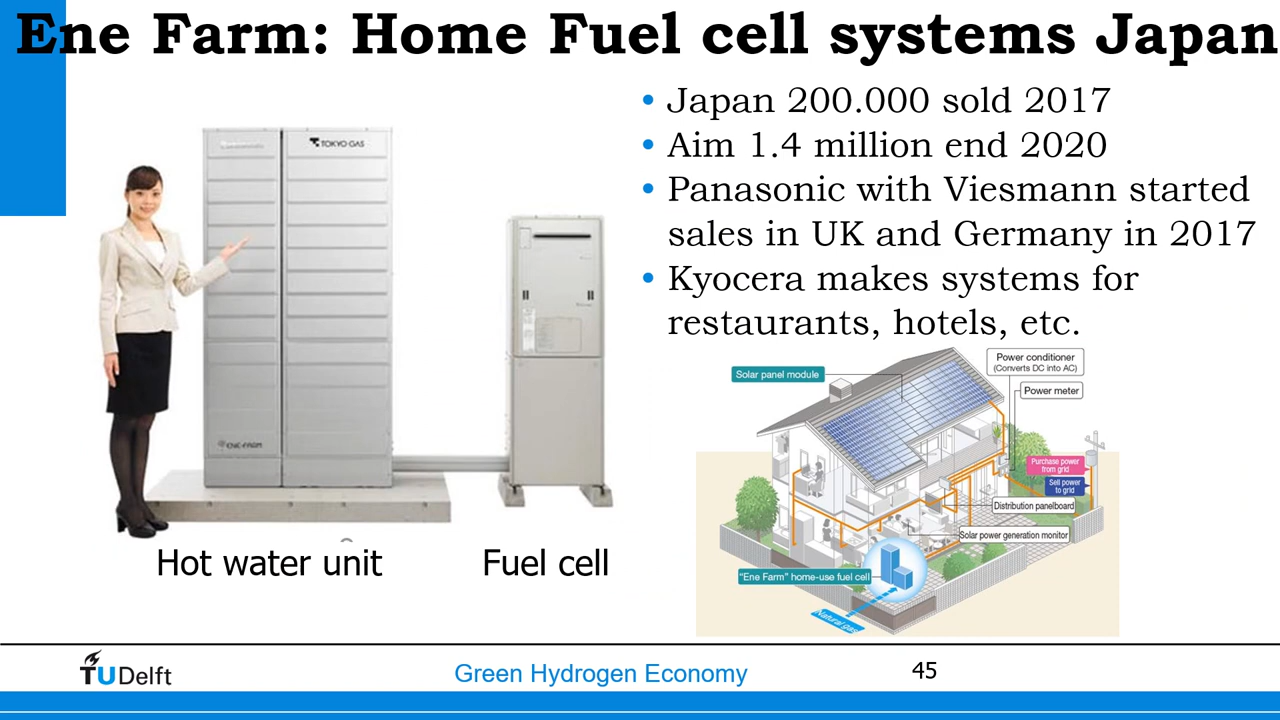 Ene Farm: Home Fuel cell systems Japan
• Japan 200.000 sold 2017
• Aim 1.4 million end 2020
• Panasonic with Viesmann started
sales in UK and Germany in 2017
• Kyocera makes systems for
restaurants, hotels, etc.
TOKYO GAS
ENE-FARM
Hot water unit
Fuel cell
Solar panel module
Power conditioner
(Converts DC into AC)
Power meter
Purchase power
from grid
Sell power
to grid
Distribution panelboard
Solar power generation monitor
"Ene Farm" home-use fuel cell
Natural gas
TUDelft
Green Hydrogen Economy
45